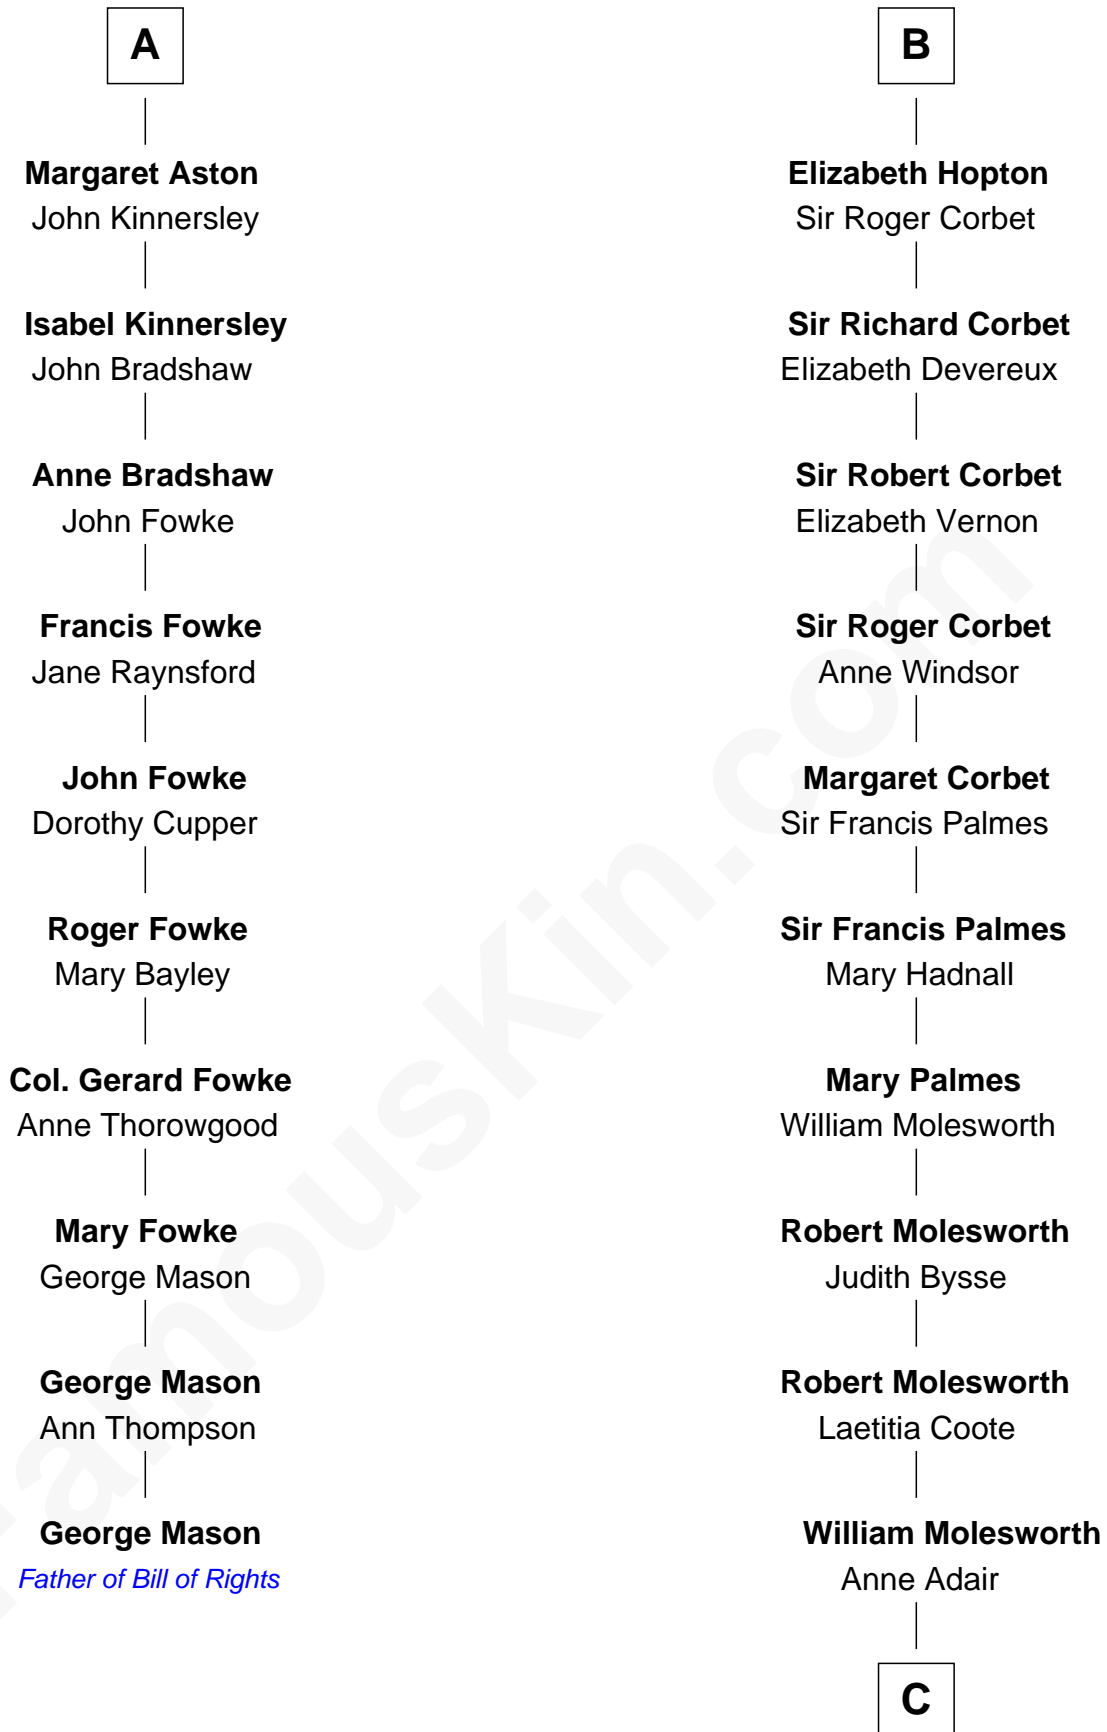 A
Margaret Aston
John Kinnersley
Isabel Kinnersley
John Bradshaw
Anne Bradshaw
John Fowke
Francis Fowke
Jane Raynsford
John Fowke
Dorothy Cupper
Roger Fowke
Mary Bayley
Col. Gerard Fowke
Anne Thorowgood
Mary Fowke
George Mason
George Mason
Ann Thompson
George Mason
Father of Bill of Rights
B
Elizabeth Hopton
Sir Roger Corbet
Sir Richard Corbet
Elizabeth Devereux
Sir Robert Corbet
Elizabeth Vernon
Sir Roger Corbet
Anne Windsor
Margaret Corbet
Sir Francis Palmes
Sir Francis Palmes
Mary Hadnall
Mary Palmes
William Molesworth
Robert Molesworth
Judith Bysse
Robert Molesworth
Laetitia Coote
William Molesworth
Anne Adair
C
FamousKin.com